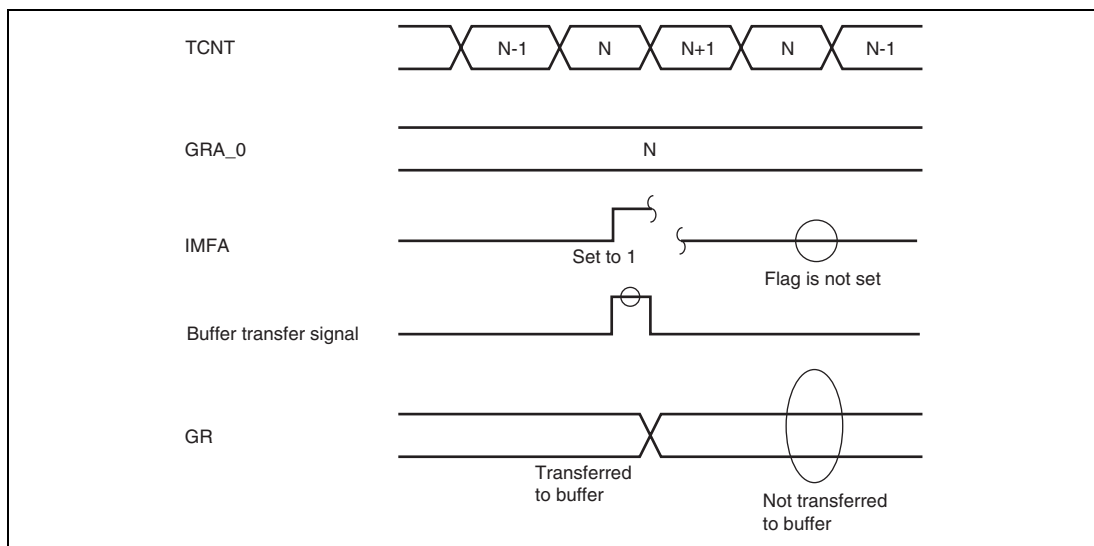 TCNT
N-1
N
N+1
N
N-1
GRA_0
N
IMFA
Set to 1
Flag is not set
Buffer transfer signal
GR
Transferred
to buffer
Not transferred
to buffer